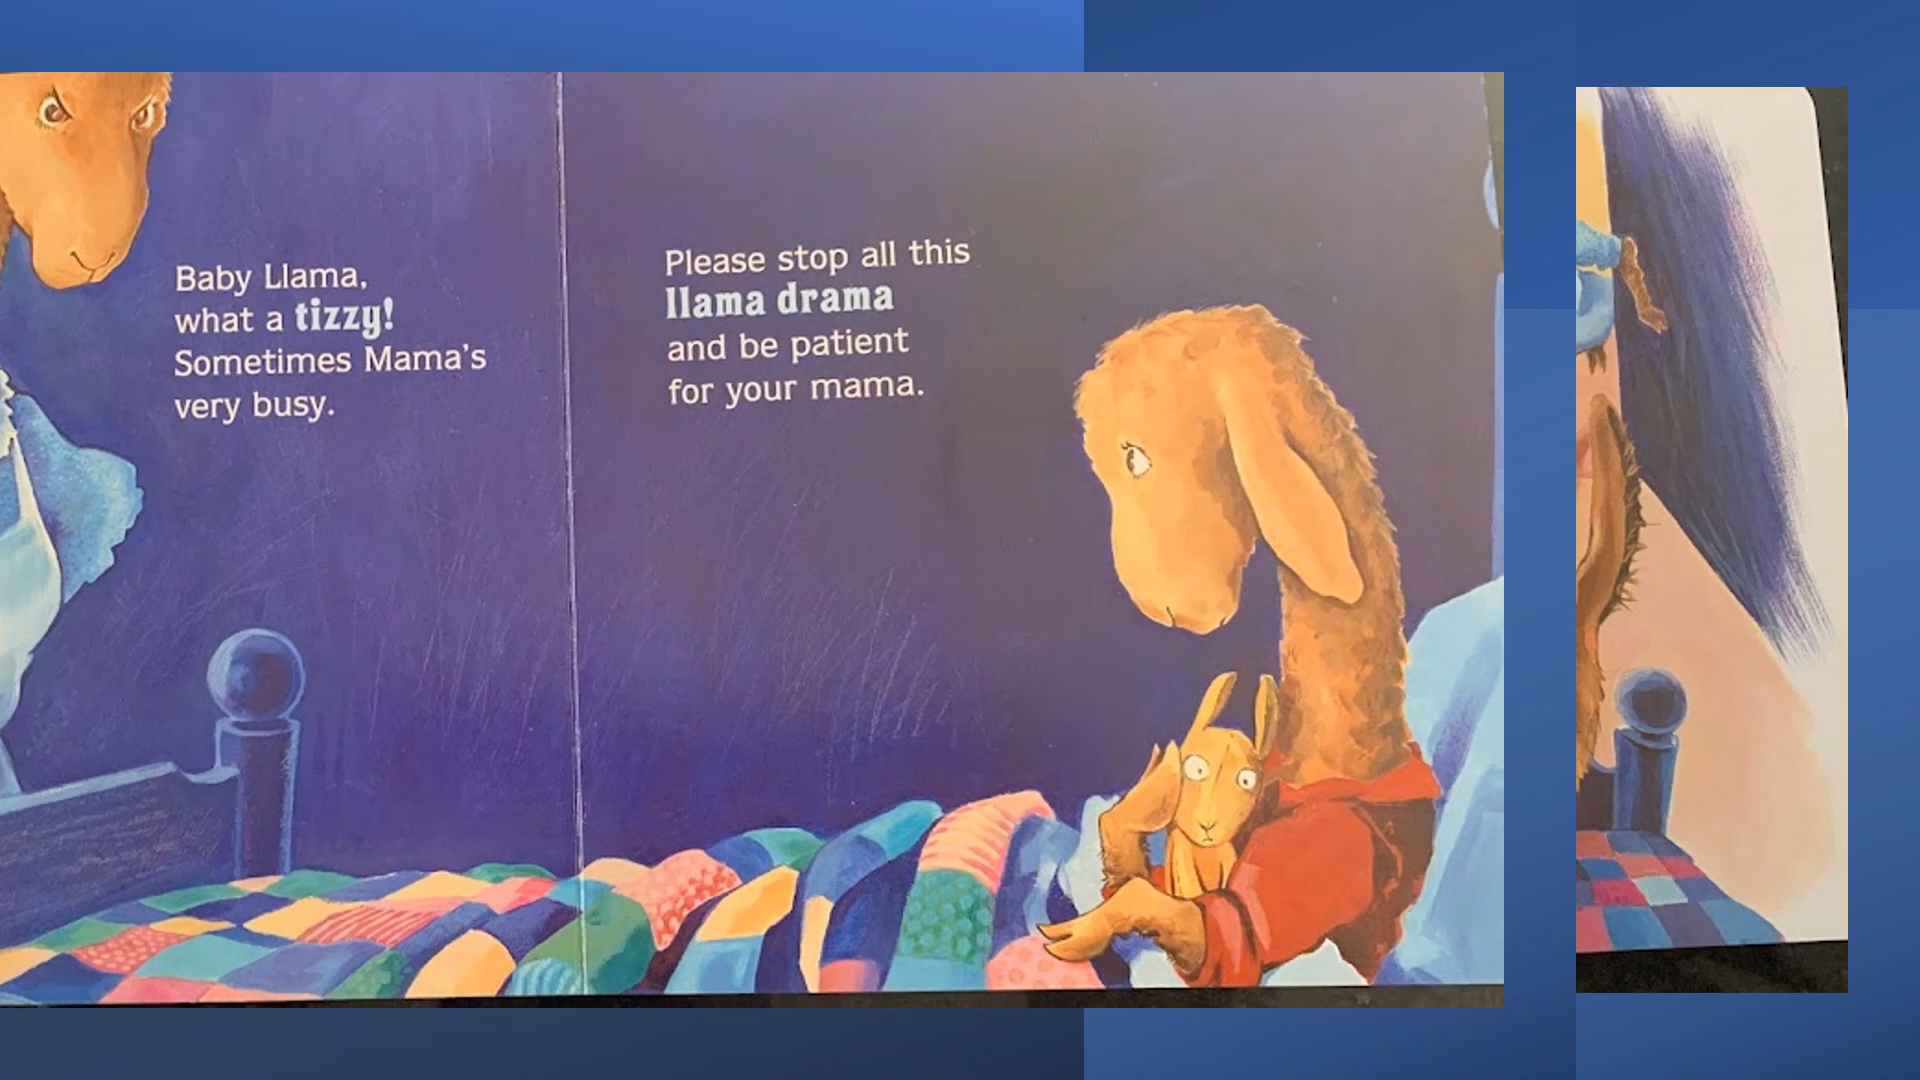 Baby Llama,
what a tizzy!
Sometimes Mama's
very busy.
Please stop all this
llama drama
and be patient
for your mama.